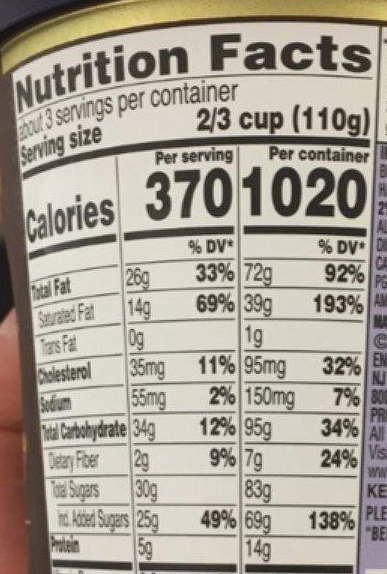 Nutrition Facts
about 3 servings per container
Serving size 2/3 cup (110g)
Per serving Per container
Calories 370 1020
% DV* % DV*
Total Fat 26g 33% 72g 92%
Saturated Fat 14g 69% 39g 193%
Trans Fat 0g 1g
Cholesterol 35mg 11% 95mg 32%
Sodium 55mg 2% 150mg 7%
Total Carbohydrate 34g 12% 95g 34%
Dietary Fiber 2g 9% 7g 24%
Total Sugars 30g 83g
Incl. Added Sugars 25g 49% 69g 138%
Protein 5g 14g